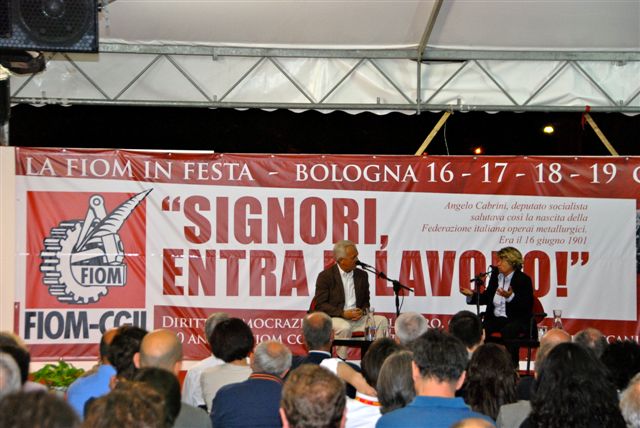 LA FIOM IN FESTA - BOLOGNA 16 - 17 - 18 - 19
"SIGNORI,
ENTRA
LAVORO!"
Angelo Cabrini, deputato socialista
salutava così la nascita della
Federazione italiana operai metallurgici.
Era il 16 giugno 1901
FIOM
FIOM-CGIL